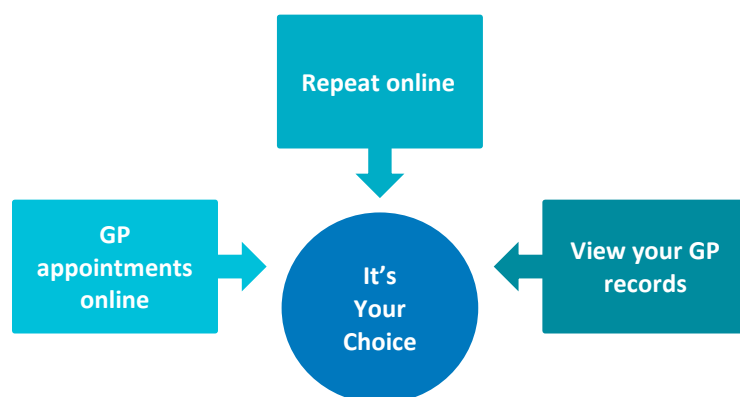 Repeat online
GP
appointments
online
It’s
Your
Choice
View your GP
records